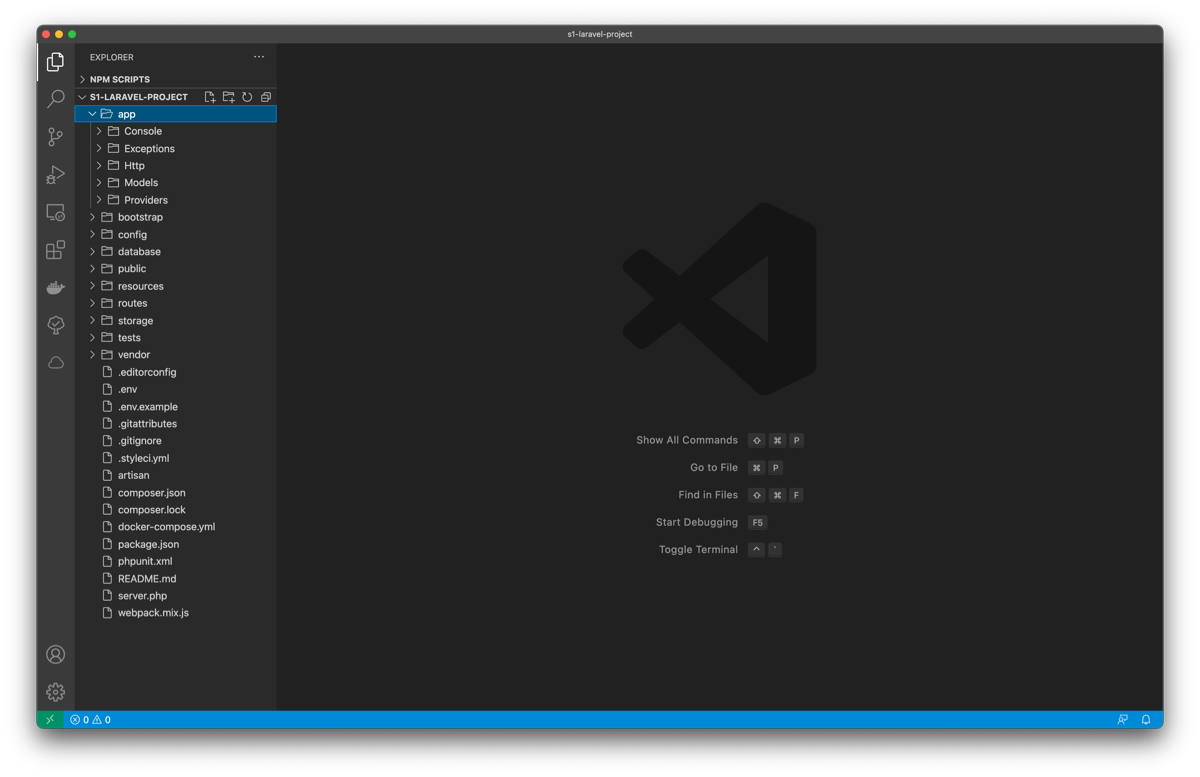 s1-laravel-project
EXPLORER
NPM SCRIPTS
S1-LARAVEL-PROJECT
app
Console
Exceptions
Http
Models
Providers
bootstrap
config
database
public
resources
routes
storage
tests
vendor
.editorconfig
.env
.env.example
.gitattributes
.gitignore
.styleci.yml
artisan
composer.json
composer.lock
docker-compose.yml
package.json
phpunit.xml
README.md
server.php
webpack.mix.js
Show All Commands ⇧ ⌘ P
Go to File ⌘ P
Find in Files ⇧ ⌘ F
Start Debugging F5
Toggle Terminal ^ `
0 0